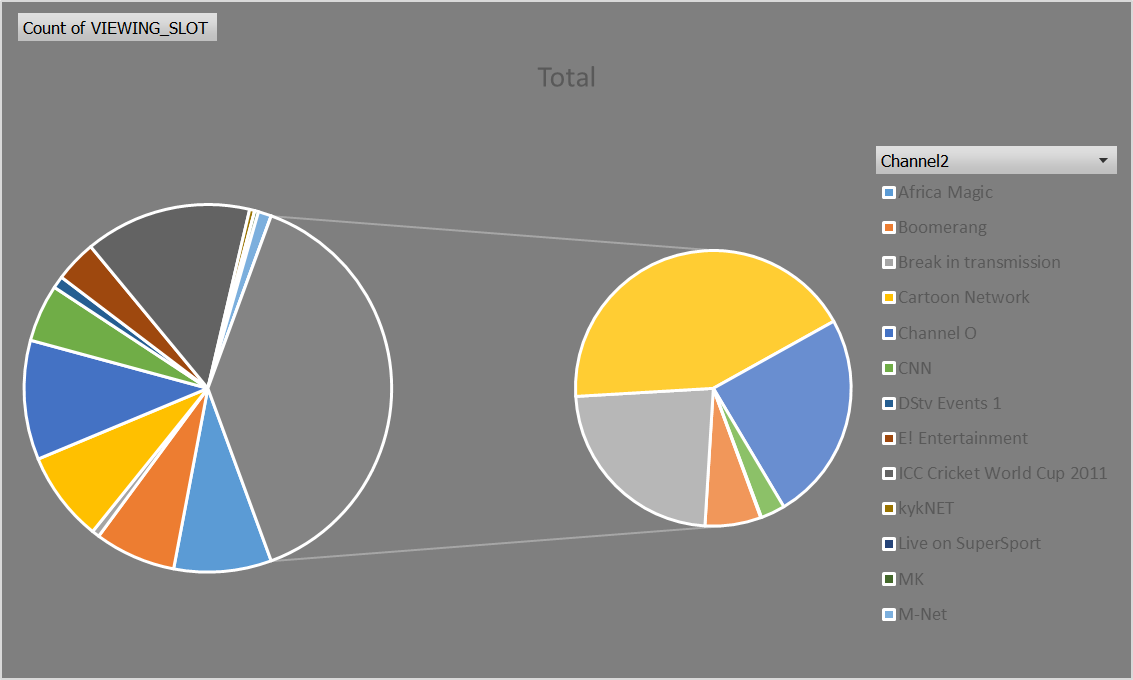 Count of VIEWING_SLOT
Total
Channel2
Africa Magic
Boomerang
Break in transmission
Cartoon Network
Channel O
CNN
DStv Events 1
E! Entertainment
ICC Cricket World Cup 2011
kykNET
Live on SuperSport
MK
M-Net